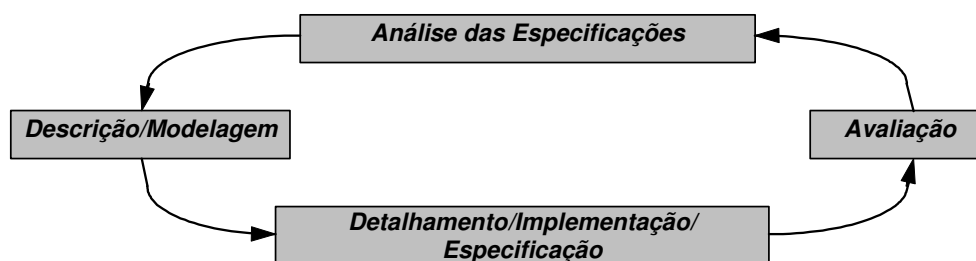 Análise das Especificações
Descrição/Modelagem
Avaliação
Detalhamento/Implementação/
Especificação